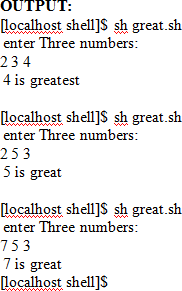 OUTPUT:
[localhost shell]$ sh great.sh
enter Three numbers:
2 3 4
4 is greatest
[localhost shell]$ sh great.sh
enter Three numbers:
2 5 3
5 is great
[localhost shell]$ sh great.sh
enter Three numbers:
7 5 3
7 is great
[localhost shell]$